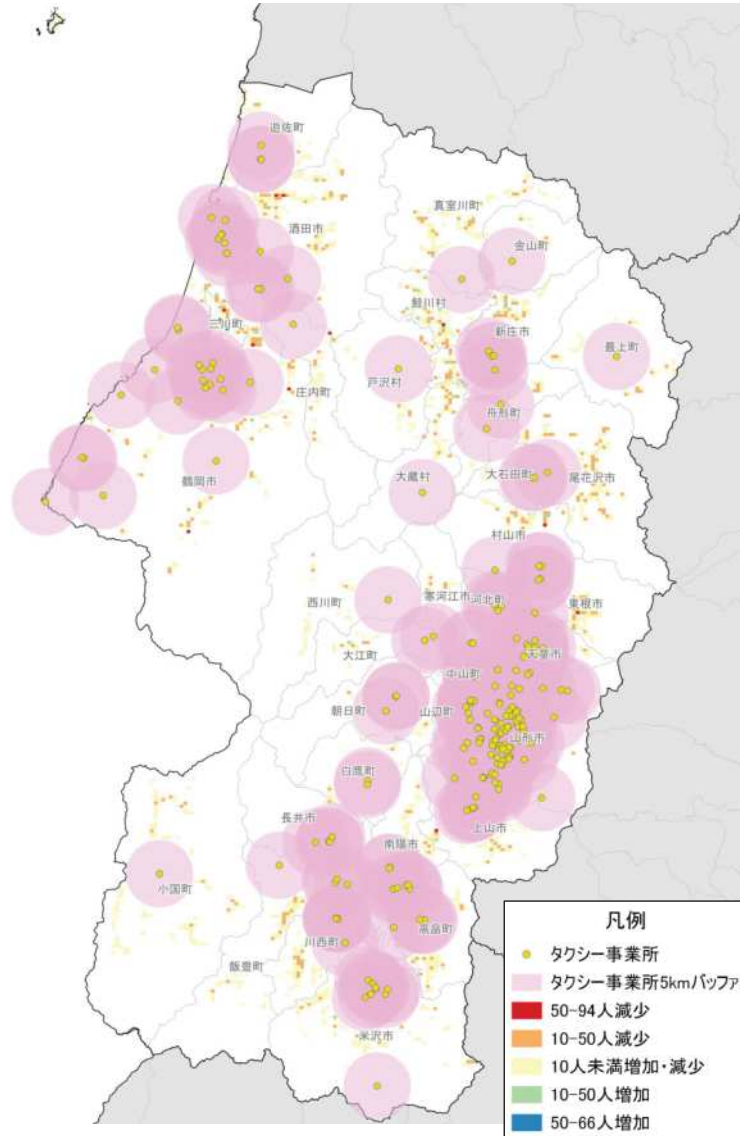 遊佐町
酒田市
真室川町
金山町
鮭川村
三川町
新庄市
最上町
戸沢村
庄内町
舟形町
鶴岡市
大蔵村
大石田町
尾花沢市
村山市
西川町
寒河江市
河北町
東根市
大江町
天童市
中山町
朝日町
山辺町
山形市
白鷹町
長井市
上山市
南陽市
小国町
川西町
高畠町
飯豊町
米沢市
凡例
タクシー事業所
タクシー事業所5kmバッファ
50-94人減少
10-50人減少
10人未満増加・減少
10-50人増加
50-66人増加